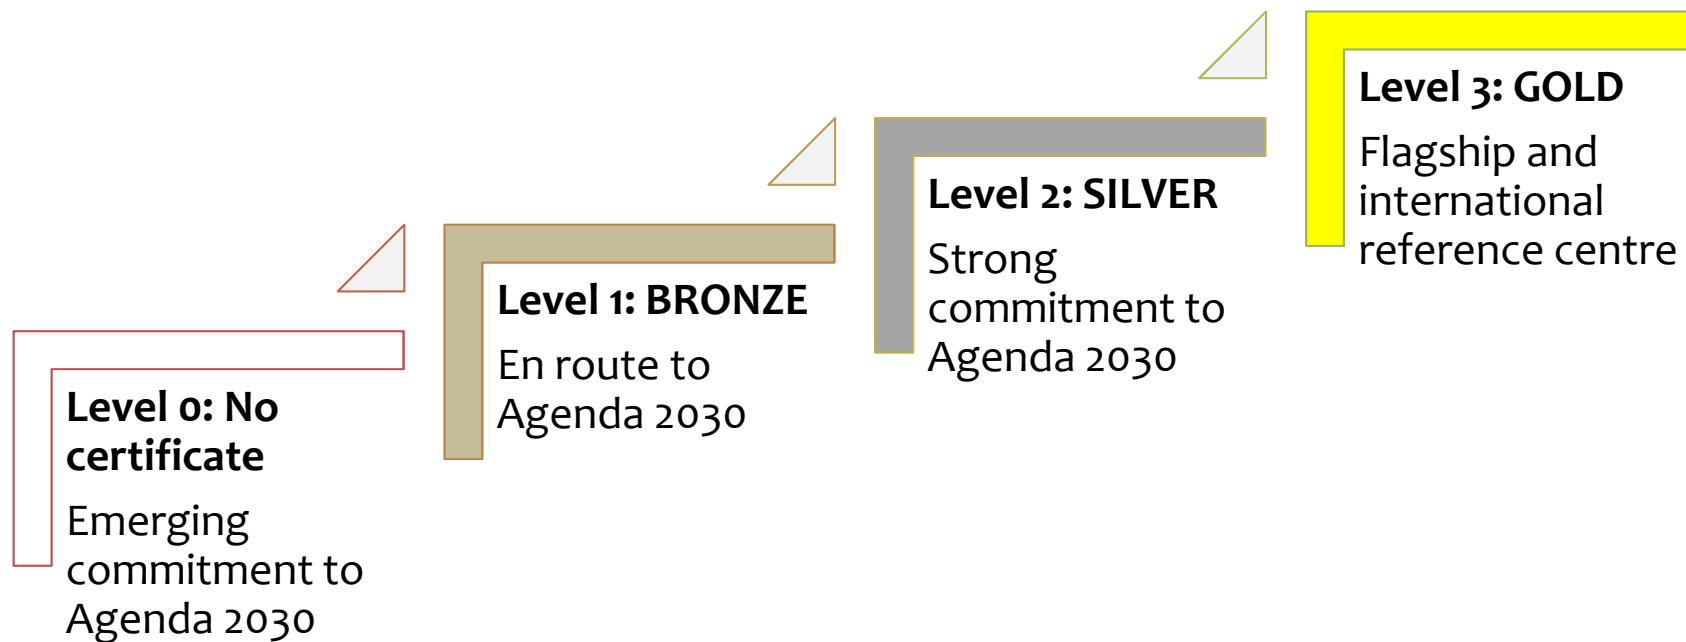 Level 0: No
certificate
Emerging
commitment to
Agenda 2030
Level 1: BRONZE
En route to
Agenda 2030
Level 2: SILVER
Strong
commitment to
Agenda 2030
Level 3: GOLD
Flagship and
international
reference centre